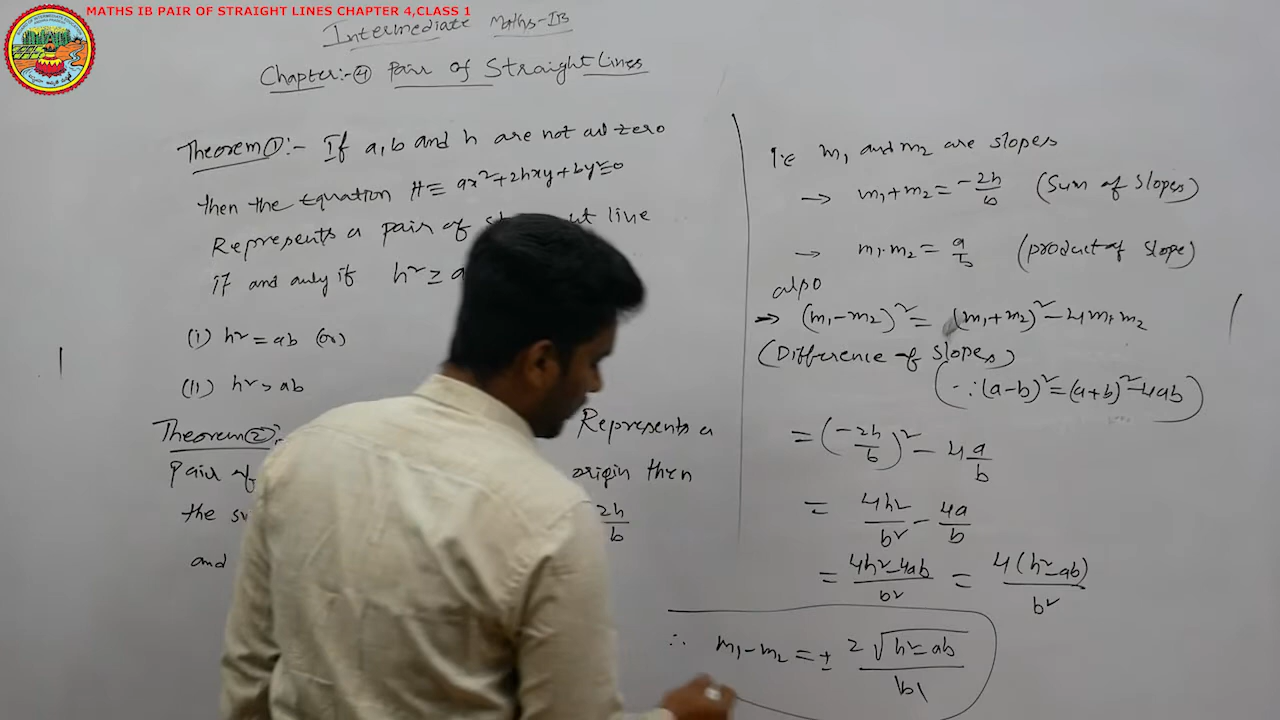 MATHS IB PAIR OF STRAIGHT LINES CHAPTER 4,CLASS 1
Intermediate Maths-IB
Chapter:-④ Pair of Straight Lines
Theorem①:- If a,b and h are not all zero
then the Equation H≡ ax²+2hxy+by²=0
Represents a pair of line
if and only if h²≥
(i) h²=ab (or)
(ii) h²>ab
Theorem②:- Represents a
pair of origin then
the 2h/b
and
i.e m₁ and m₂ are slopes
→ m₁+m₂ = -2h/b (Sum of Slopes)
→ m₁.m₂ = a/b (product of slope)
also
→ (m₁-m₂)² = (m₁+m₂)²-4m₁m₂
(Difference of slopes)
(∵(a-b)²=(a+b)²-4ab)
= (-2h/b)² - 4a/b
= 4h²/b² - 4a/b
= 4h²-4ab/b² = 4(h²-ab)/b²
∴ m₁-m₂ = ± 2√h²-ab/|b|